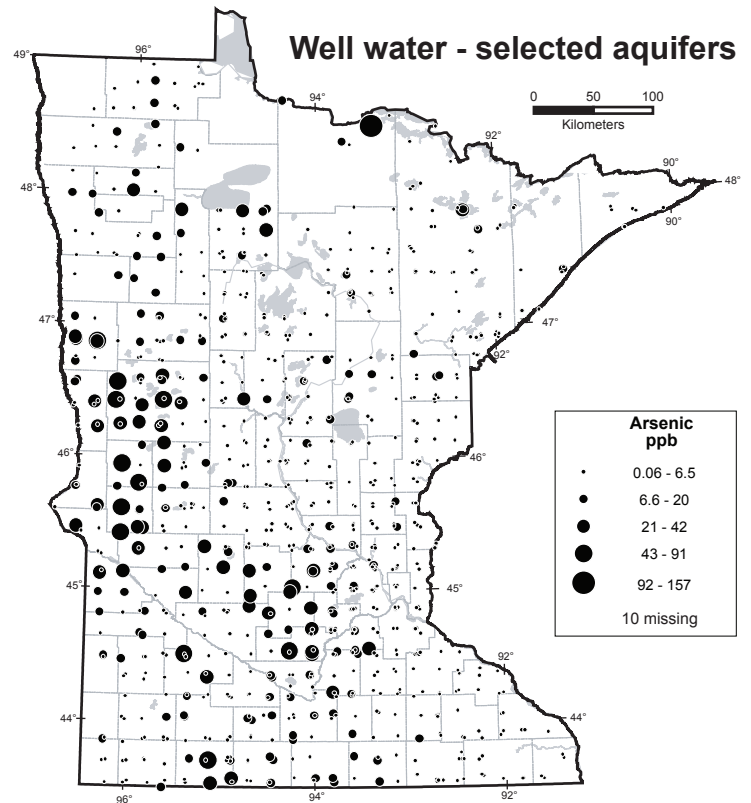 Well water - selected aquifers
49°
96°
94°
0 50 100
Kilometers
92°
90°
48°
48°
90°
47°
47°
92°
Arsenic
ppb
0.06 - 6.5
6.6 - 20
21 - 42
43 - 91
92 - 157
10 missing
46°
46°
45°
45°
92°
44°
44°
96°
94°
92°